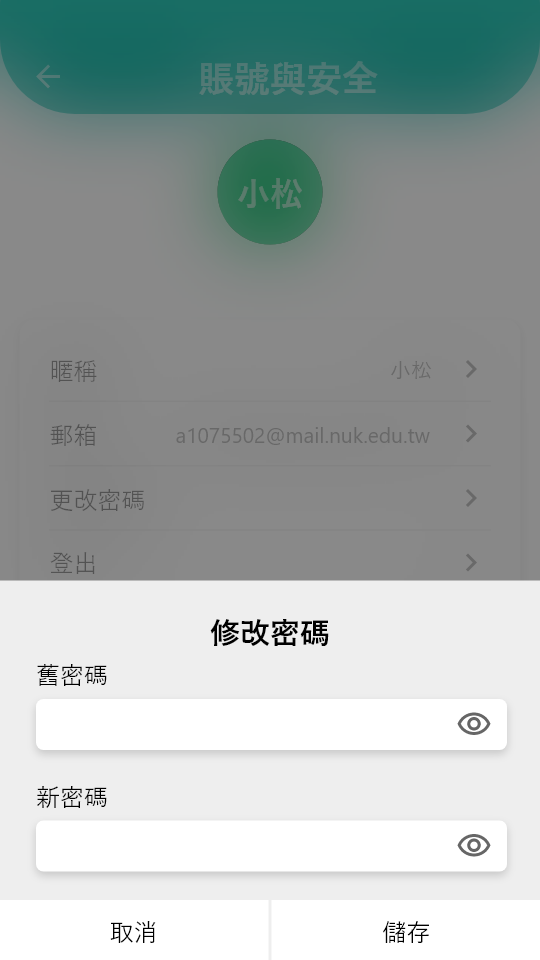 賬號與安全
小松
暱稱 小松
郵箱 a1075502@mail.nuk.edu.tw
更改密碼
登出
修改密碼
舊密碼
新密碼
取消 儲存